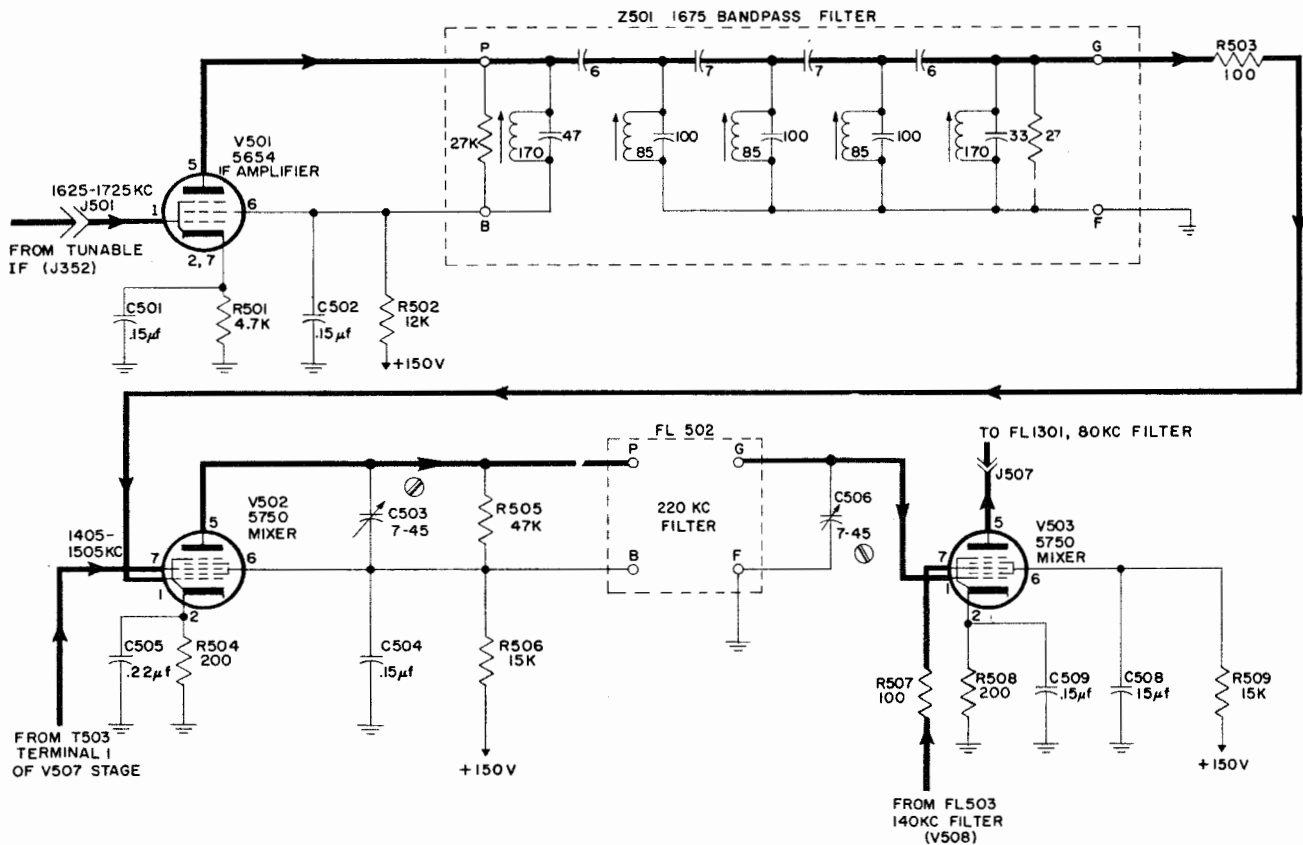 Z501 1675 BANDPASS FILTER
P
6
7
7
6
G
R503
100
27K
47
170
100
85
100
85
100
85
33
170
27
B
F
V501
5654
IF AMPLIFIER
5
1
6
2, 7
1625-1725KC
J501
FROM TUNABLE
IF (J352)
C501
.15µf
R501
4.7K
C502
.15µf
R502
12K
+150V
FL 502
P
G
220 KC
FILTER
B
F
TO FL1301, 80KC FILTER
J507
V502
5750
MIXER
5
7
6
1
2
1405-
1505KC
C503
7-45
R505
47K
C506
7-45
V503
5750
MIXER
5
7
6
1
2
C505
.22µf
R504
200
C504
.15µf
R506
15K
+150V
FROM T503
TERMINAL 1
OF V507 STAGE
R507
100
R508
200
C509
.15µf
C508
.15µf
R509
15K
+150V
FROM FL503
140KC FILTER
(V508)